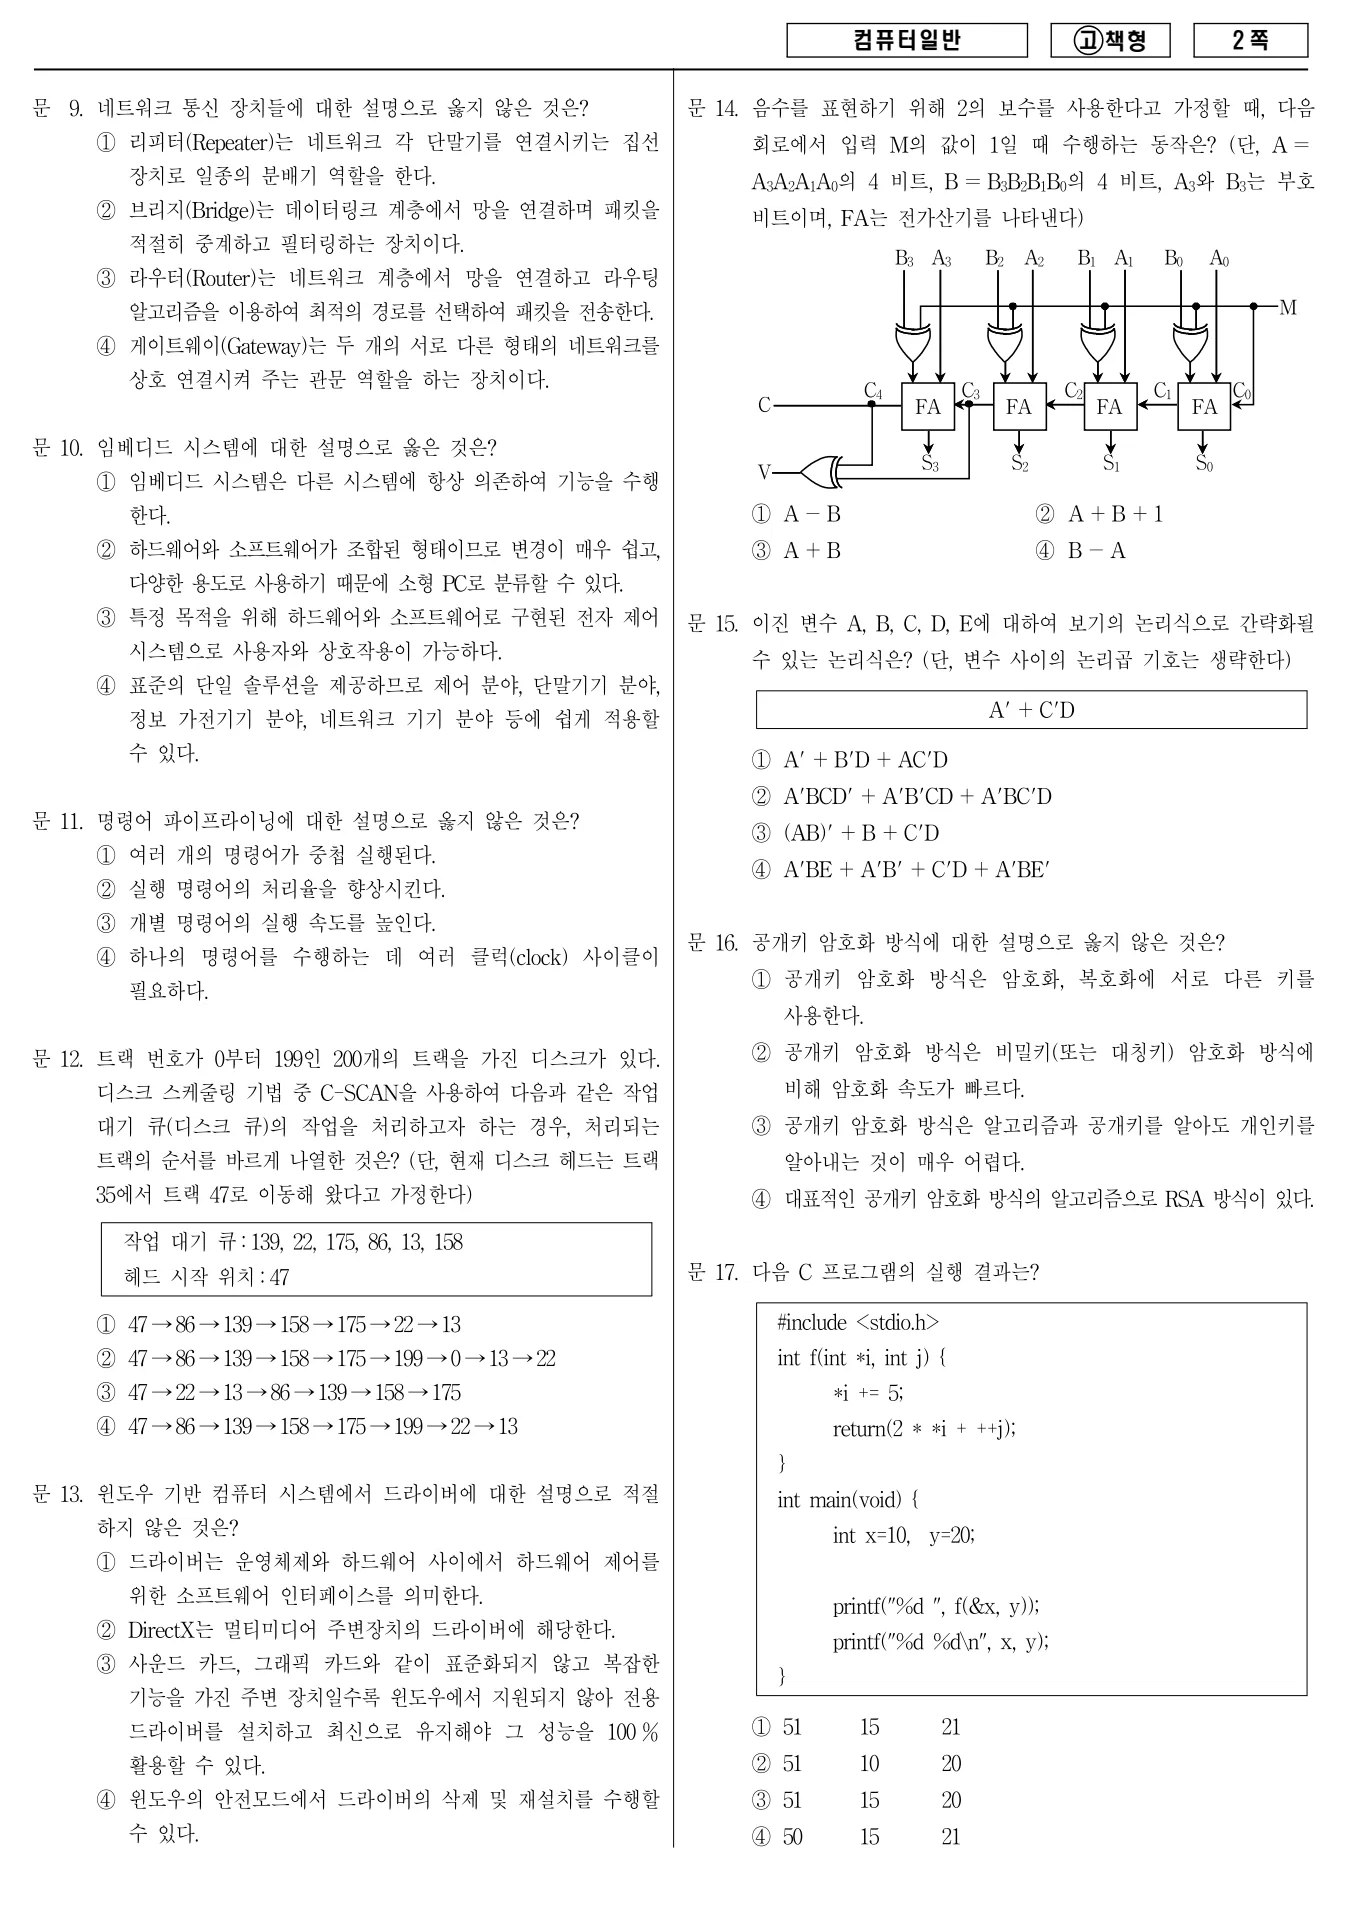 컴퓨터일반
고책형
2쪽
문 9. 네트워크 통신 장치들에 대한 설명으로 옳지 않은 것은?
① 리피터(Repeater)는 네트워크 각 단말기를 연결시키는 집선
장치로 일종의 분배기 역할을 한다.
② 브리지(Bridge)는 데이터링크 계층에서 망을 연결하며 패킷을
적절히 중계하고 필터링하는 장치이다.
③ 라우터(Router)는 네트워크 계층에서 망을 연결하고 라우팅
알고리즘을 이용하여 최적의 경로를 선택하여 패킷을 전송한다.
④ 게이트웨이(Gateway)는 두 개의 서로 다른 형태의 네트워크를
상호 연결시켜 주는 관문 역할을 하는 장치이다.
문 10. 임베디드 시스템에 대한 설명으로 옳은 것은?
① 임베디드 시스템은 다른 시스템에 항상 의존하여 기능을 수행
한다.
② 하드웨어와 소프트웨어가 조합된 형태이므로 변경이 매우 쉽고,
다양한 용도로 사용하기 때문에 소형 PC로 분류할 수 있다.
③ 특정 목적을 위해 하드웨어와 소프트웨어로 구현된 전자 제어
시스템으로 사용자와 상호작용이 가능하다.
④ 표준의 단일 솔루션을 제공하므로 제어 분야, 단말기기 분야,
정보 가전기기 분야, 네트워크 기기 분야 등에 쉽게 적용할
수 있다.
문 11. 명령어 파이프라이닝에 대한 설명으로 옳지 않은 것은?
① 여러 개의 명령어가 중첩 실행된다.
② 실행 명령어의 처리율을 향상시킨다.
③ 개별 명령어의 실행 속도를 높인다.
④ 하나의 명령어를 수행하는 데 여러 클럭(clock) 사이클이
필요하다.
문 12. 트랙 번호가 0부터 199인 200개의 트랙을 가진 디스크가 있다.
디스크 스케줄링 기법 중 C-SCAN을 사용하여 다음과 같은 작업
대기 큐(디스크 큐)의 작업을 처리하고자 하는 경우, 처리되는
트랙의 순서를 바르게 나열한 것은? (단, 현재 디스크 헤드는 트랙
35에서 트랙 47로 이동해 왔다고 가정한다)
작업 대기 큐 : 139, 22, 175, 86, 13, 158
헤드 시작 위치 : 47
① 47 → 86 → 139 → 158 → 175 → 22 → 13
② 47 → 86 → 139 → 158 → 175 → 199 → 0 → 13 → 22
③ 47 → 22 → 13 → 86 → 139 → 158 → 175
④ 47 → 86 → 139 → 158 → 175 → 199 → 22 → 13
문 13. 윈도우 기반 컴퓨터 시스템에서 드라이버에 대한 설명으로 적절
하지 않은 것은?
① 드라이버는 운영체제와 하드웨어 사이에서 하드웨어 제어를
위한 소프트웨어 인터페이스를 의미한다.
② DirectX는 멀티미디어 주변장치의 드라이버에 해당한다.
③ 사운드 카드, 그래픽 카드와 같이 표준화되지 않고 복잡한
기능을 가진 주변 장치일수록 윈도우에서 지원되지 않아 전용
드라이버를 설치하고 최신으로 유지해야 그 성능을 100 %
활용할 수 있다.
④ 윈도우의 안전모드에서 드라이버의 삭제 및 재설치를 수행할
수 있다.
문 14. 음수를 표현하기 위해 2의 보수를 사용한다고 가정할 때, 다음
회로에서 입력 M의 값이 1일 때 수행하는 동작은? (단, A =
A₃A₂A₁A₀의 4 비트, B = B₃B₂B₁B₀의 4 비트, A₃와 B₃는 부호
비트이며, FA는 전가산기를 나타낸다)
B₃ A₃ B₂ A₂ B₁ A₁ B₀ A₀
M
C C₄ FA C₃ FA C₂ FA C₁ FA C₀
S₃ S₂ S₁ S₀
V
① A − B ② A + B + 1
③ A + B ④ B − A
문 15. 이진 변수 A, B, C, D, E에 대하여 보기의 논리식으로 간략화될
수 있는 논리식은? (단, 변수 사이의 논리곱 기호는 생략한다)
A′ + C′D
① A′ + B′D + AC′D
② A′BCD′ + A′B′CD + A′BC′D
③ (AB)′ + B + C′D
④ A′BE + A′B′ + C′D + A′BE′
문 16. 공개키 암호화 방식에 대한 설명으로 옳지 않은 것은?
① 공개키 암호화 방식은 암호화, 복호화에 서로 다른 키를
사용한다.
② 공개키 암호화 방식은 비밀키(또는 대칭키) 암호화 방식에
비해 암호화 속도가 빠르다.
③ 공개키 암호화 방식은 알고리즘과 공개키를 알아도 개인키를
알아내는 것이 매우 어렵다.
④ 대표적인 공개키 암호화 방식의 알고리즘으로 RSA 방식이 있다.
문 17. 다음 C 프로그램의 실행 결과는?
#include <stdio.h>
int f(int *i, int j) {
*i += 5;
return(2 * *i + ++j);
}
int main(void) {
int x=10, y=20;
printf("%d ", f(&x, y));
printf("%d %d\n", x, y);
}
① 51 15 21
② 51 10 20
③ 51 15 20
④ 50 15 21